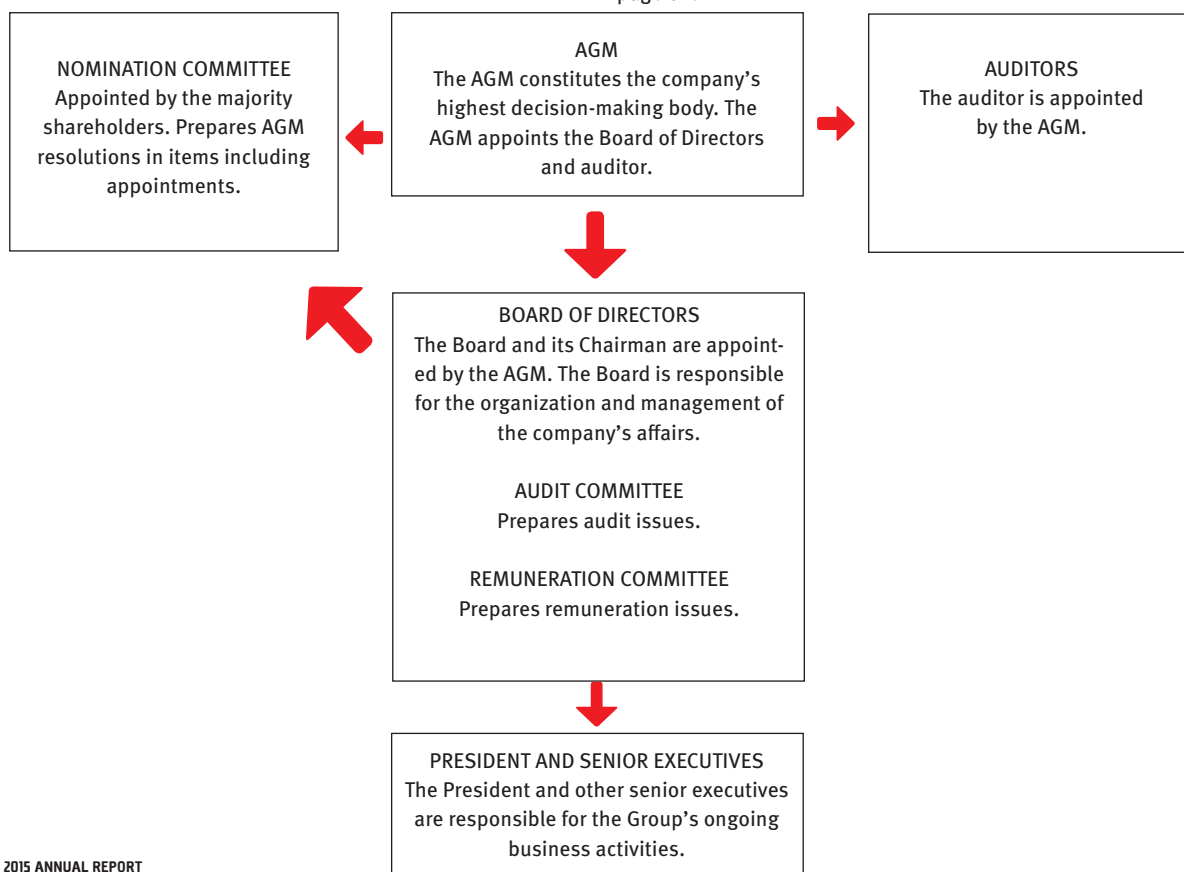 NOMINATION COMMITTEE
Appointed by the majority
shareholders. Prepares AGM
resolutions in items including
appointments.
AGM
The AGM constitutes the company’s
highest decision-making body. The
AGM appoints the Board of Directors
and auditor.
AUDITORS
The auditor is appointed
by the AGM.
BOARD OF DIRECTORS
The Board and its Chairman are appoint-
ed by the AGM. The Board is responsible
for the organization and management of
the company’s affairs.
AUDIT COMMITTEE
Prepares audit issues.
REMUNERATION COMMITTEE
Prepares remuneration issues.
PRESIDENT AND SENIOR EXECUTIVES
The President and other senior executives
are responsible for the Group’s ongoing
business activities.
2015 ANNUAL REPORT